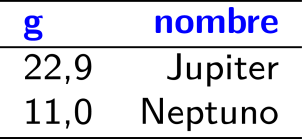 g nombre
22,9 Jupiter
11,0 Neptuno